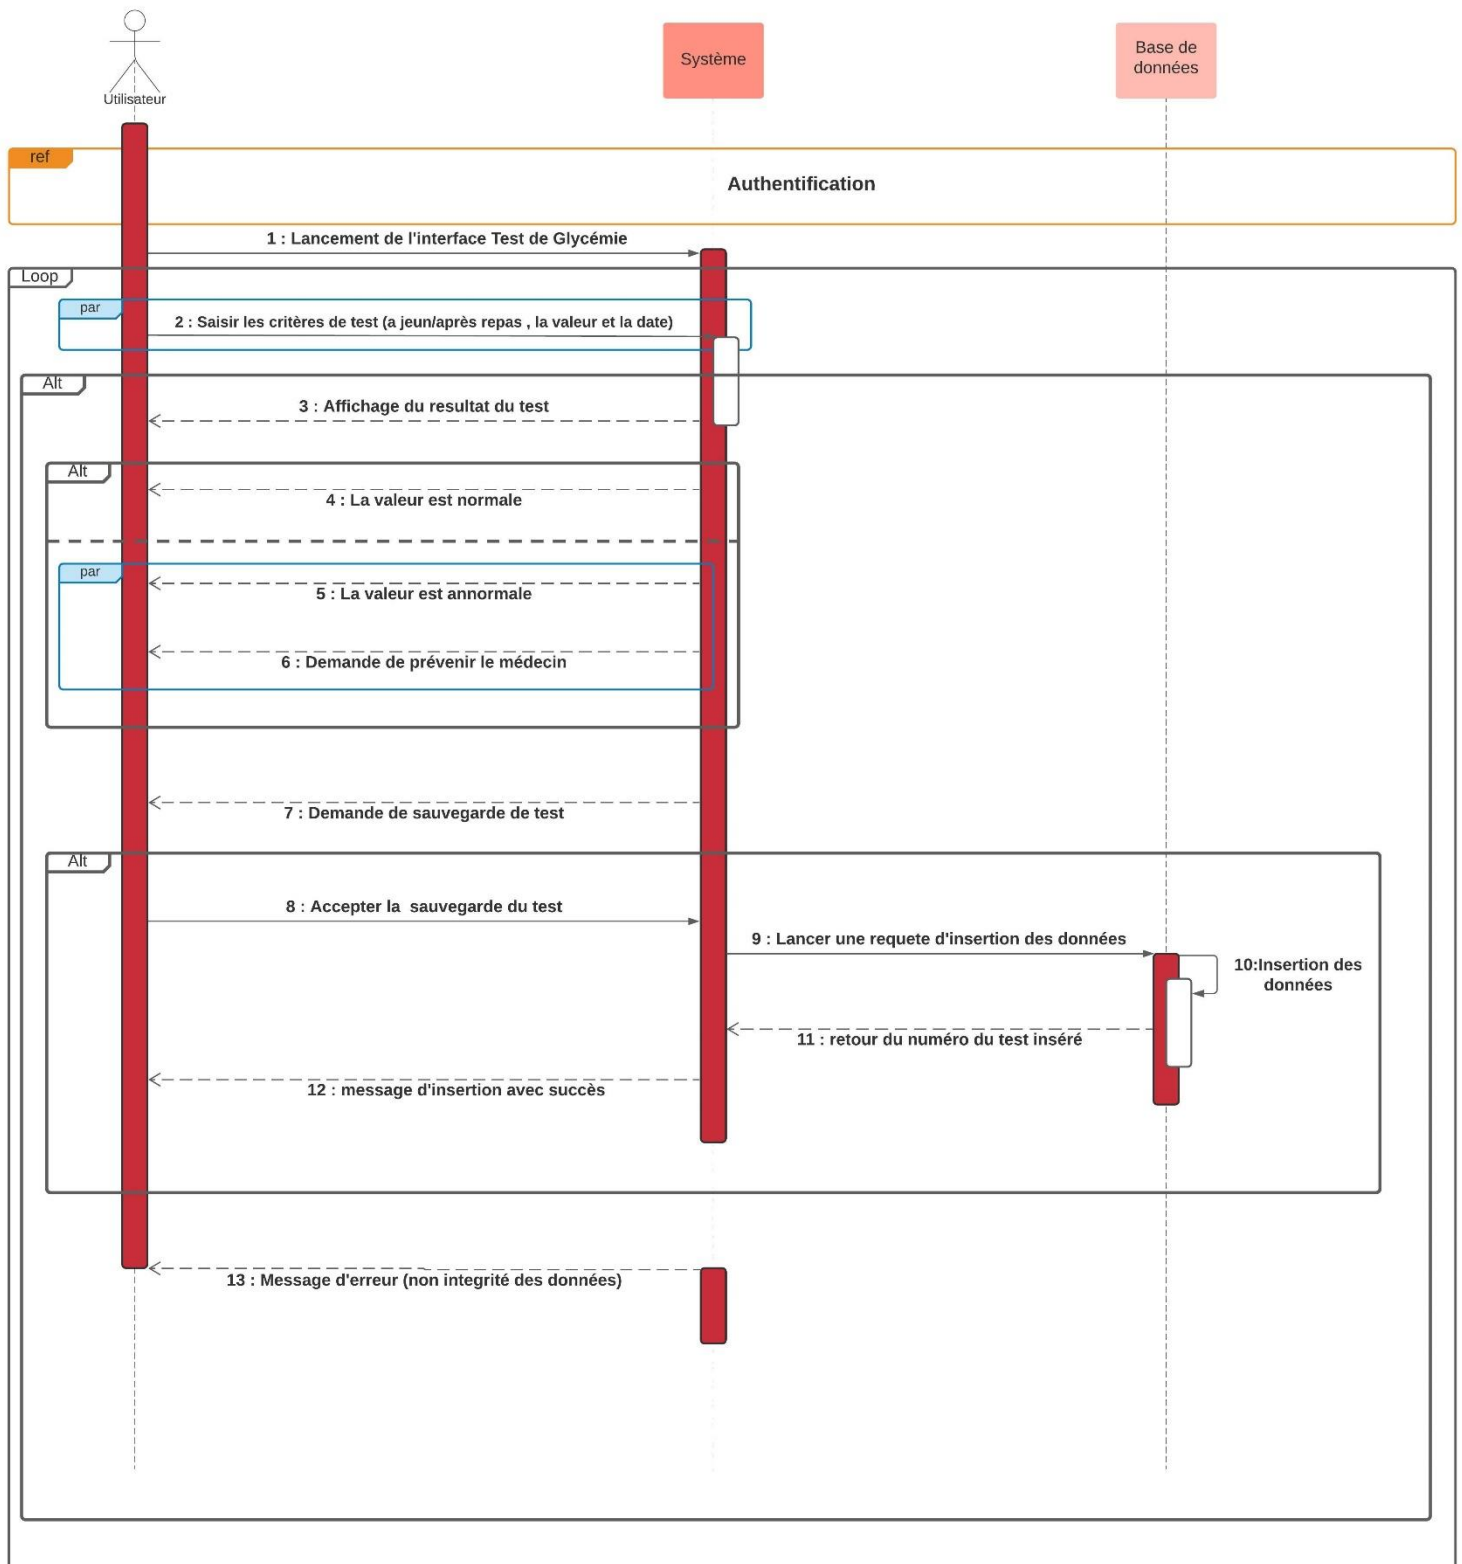 Utilisateur
Système
Base de
données
ref
Authentification
1 : Lancement de l'interface Test de Glycémie
Loop
par
2 : Saisir les critères de test (a jeun/après repas , la valeur et la date)
Alt
3 : Affichage du resultat du test
Alt
4 : La valeur est normale
par
5 : La valeur est annormale
6 : Demande de prévenir le médecin
7 : Demande de sauvegarde de test
Alt
8 : Accepter la  sauvegarde du test
9 : Lancer une requete d'insertion des données
10:Insertion des
données
11 : retour du numéro du test inséré
12 : message d'insertion avec succès
13 : Message d'erreur (non integrité des données)